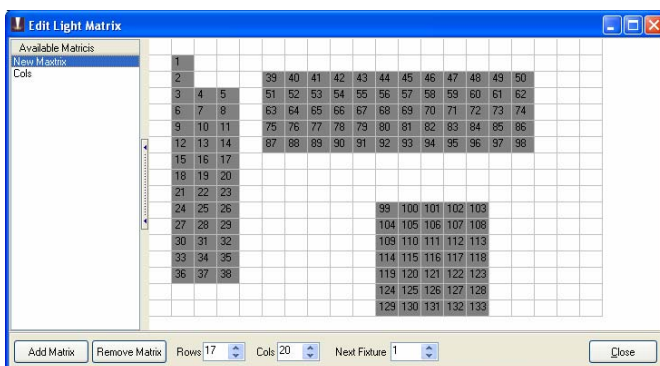 Edit Light Matrix
Available Matricis
New Maxtrix
Cols
1
2 39 40 41 42 43 44 45 46 47 48 49 50
3 4 5 51 52 53 54 55 56 57 58 59 60 61 62
6 7 8 63 64 65 66 67 68 69 70 71 72 73 74
9 10 11 75 76 77 78 79 80 81 82 83 84 85 86
12 13 14 87 88 89 90 91 92 93 94 95 96 97 98
15 16 17
18 19 20
21 22 23
24 25 26 99 100 101 102 103
27 28 29 104 105 106 107 108
30 31 32 109 110 111 112 113
33 34 35 114 115 116 117 118
36 37 38 119 120 121 122 123
124 125 126 127 128
129 130 131 132 133
Add Matrix Remove Matrix Rows 17 Cols 20 Next Fixture 1 Close